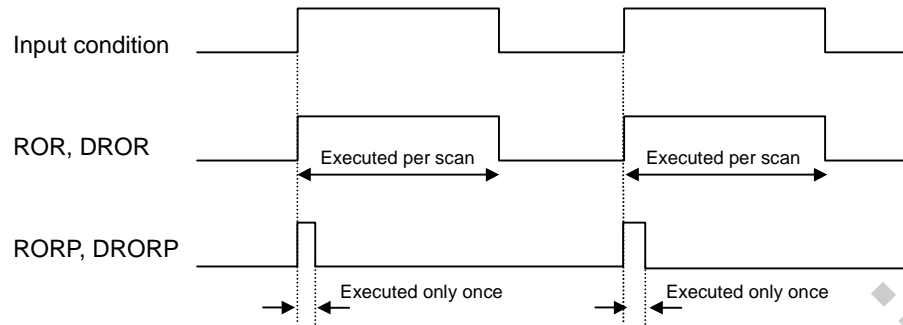 Input condition
ROR, DROR
Executed per scan
Executed per scan
RORP, DRORP
Executed only once
Executed only once